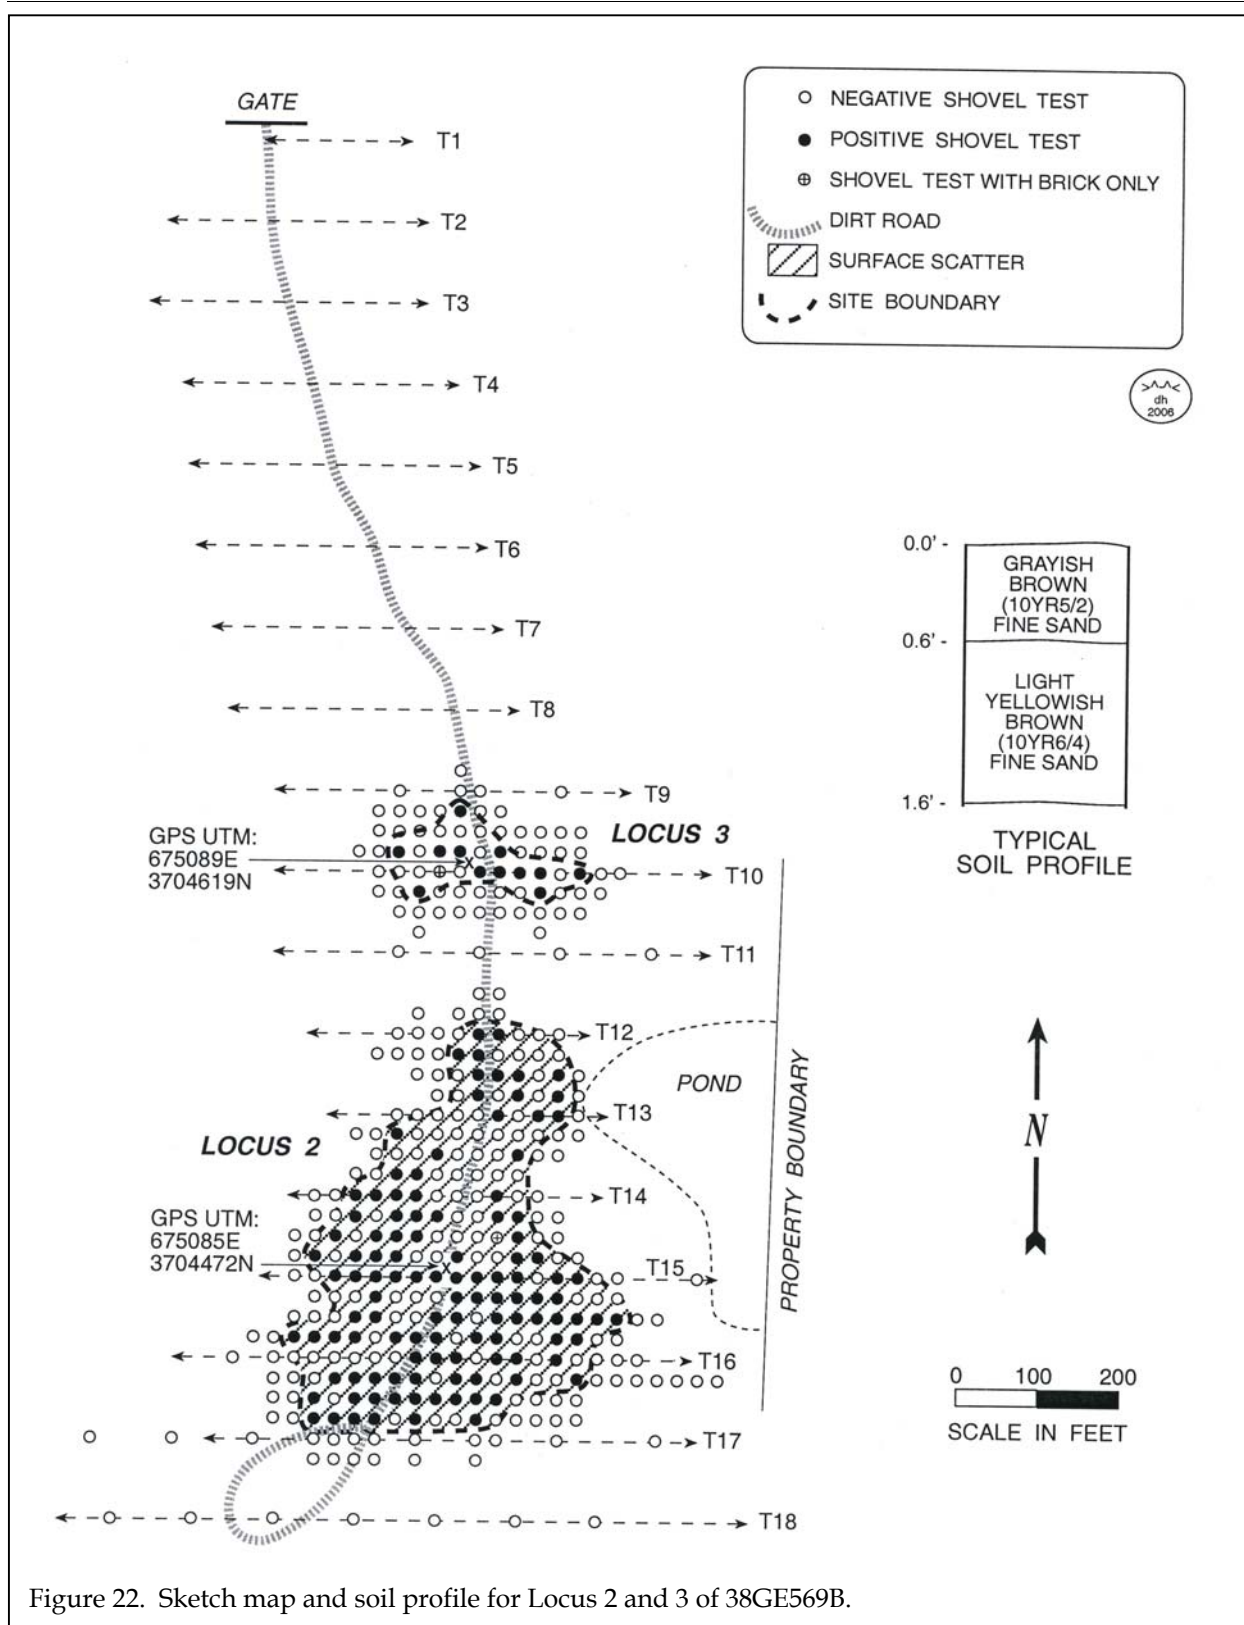 GATE
T1
T2
T3
T4
T5
T6
T7
T8
NEGATIVE SHOVEL TEST
POSITIVE SHOVEL TEST
SHOVEL TEST WITH BRICK ONLY
DIRT ROAD
SURFACE SCATTER
SITE BOUNDARY
dh
2006
0.0' -
GRAYISH
BROWN
(10YR5/2)
FINE SAND
0.6' -
LIGHT
YELLOWISH
BROWN
(10YR6/4)
FINE SAND
1.6' -
TYPICAL
SOIL PROFILE
T9
LOCUS 3
GPS UTM:
675089E
3704619N
X
T10
T11
T12
POND
PROPERTY BOUNDARY
T13
LOCUS 2
T14
GPS UTM:
675085E
3704472N
X
T15
T16
T17
T18
N
0 100 200
SCALE IN FEET
Figure 22. Sketch map and soil profile for Locus 2 and 3 of 38GE569B.